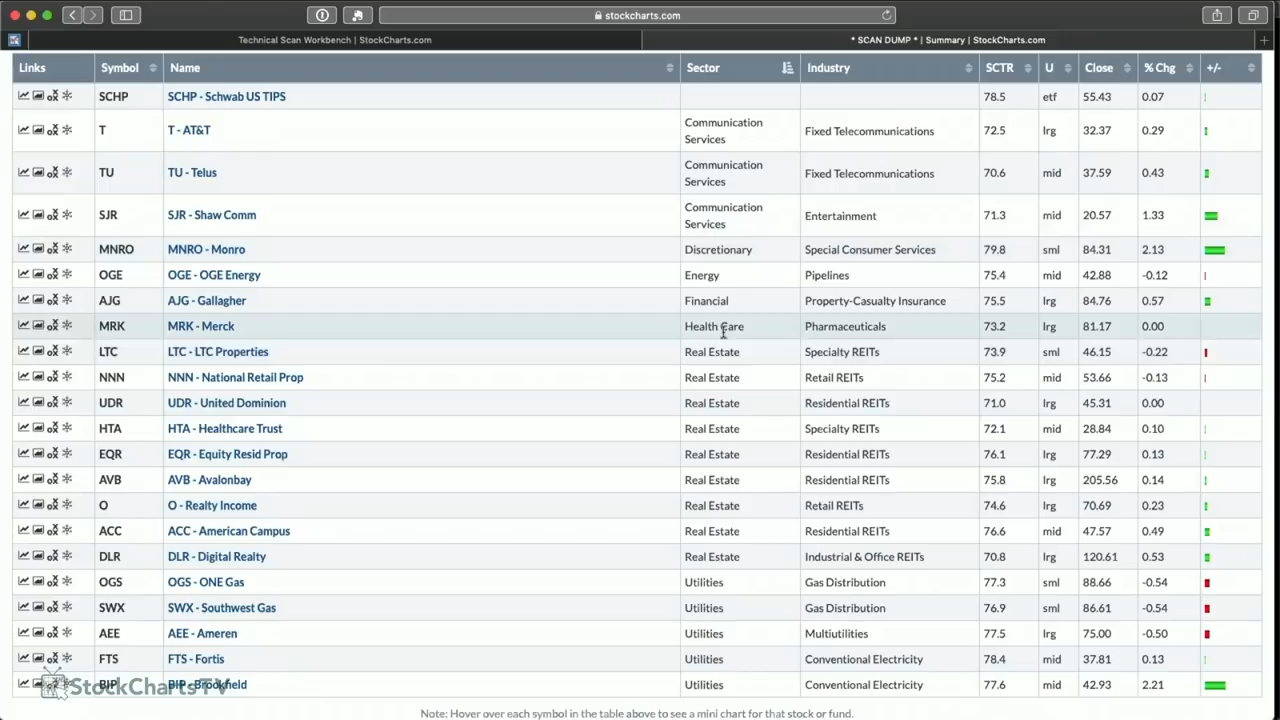 stockcharts.com
Technical Scan Workbench | StockCharts.com
* SCAN DUMP * | Summary | StockCharts.com
Links Symbol Name Sector Industry SCTR U Close % Chg +/-
SCHP SCHP - Schwab US TIPS 78.5 etf 55.43 0.07
T T - AT&T Communication Services Fixed Telecommunications 72.5 lrg 32.37 0.29
TU TU - Telus Communication Services Fixed Telecommunications 70.6 mid 37.59 0.43
SJR SJR - Shaw Comm Communication Services Entertainment 71.3 mid 20.57 1.33
MNRO MNRO - Monro Discretionary Special Consumer Services 79.8 sml 84.31 2.13
OGE OGE - OGE Energy Energy Pipelines 75.4 mid 42.88 -0.12
AJG AJG - Gallagher Financial Property-Casualty Insurance 75.5 lrg 84.76 0.57
MRK MRK - Merck Health Care Pharmaceuticals 73.2 lrg 81.17 0.00
LTC LTC - LTC Properties Real Estate Specialty REITs 73.9 sml 46.15 -0.22
NNN NNN - National Retail Prop Real Estate Retail REITs 75.2 mid 53.66 -0.13
UDR UDR - United Dominion Real Estate Residential REITs 71.0 lrg 45.31 0.00
HTA HTA - Healthcare Trust Real Estate Specialty REITs 72.1 mid 28.84 0.10
EQR EQR - Equity Resid Prop Real Estate Residential REITs 76.1 lrg 77.29 0.13
AVB AVB - Avalonbay Real Estate Residential REITs 75.8 lrg 205.56 0.14
O O - Realty Income Real Estate Retail REITs 74.6 lrg 70.69 0.23
ACC ACC - American Campus Real Estate Residential REITs 76.6 mid 47.57 0.49
DLR DLR - Digital Realty Real Estate Industrial & Office REITs 70.8 lrg 120.61 0.53
OGS OGS - ONE Gas Utilities Gas Distribution 77.3 sml 88.66 -0.54
SWX SWX - Southwest Gas Utilities Gas Distribution 76.9 sml 86.61 -0.54
AEE AEE - Ameren Utilities Multiutilities 77.5 lrg 75.00 -0.50
FTS FTS - Fortis Utilities Conventional Electricity 78.4 mid 37.81 0.13
BIP BIP - Brookfield Utilities Conventional Electricity 77.6 mid 42.93 2.21
StockChartsTV
Note: Hover over each symbol in the table above to see a mini chart for that stock or fund.